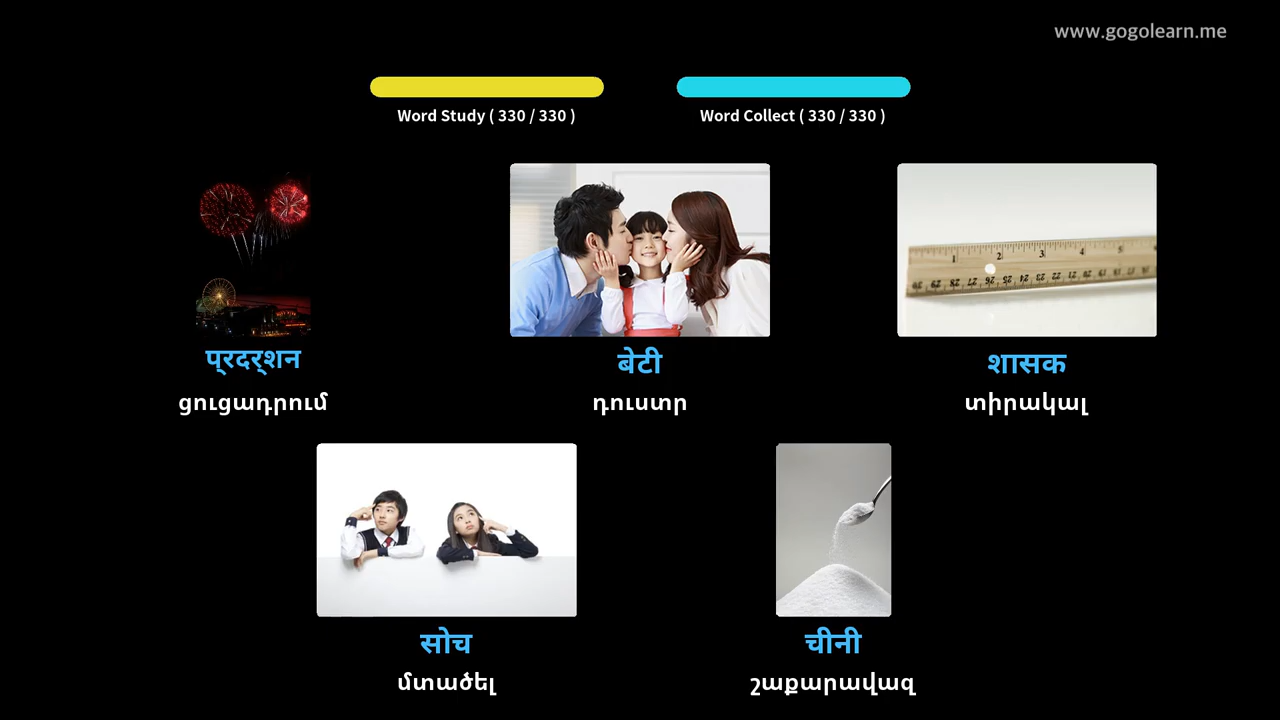 www.gogolearn.me
Word Study ( 330 / 330 )
Word Collect ( 330 / 330 )
प्रदर्शन
बेटी
शासक
ցուցադրում
դուստր
տիրակալ
सोच
चीनी
մտածել
շաքարավազ